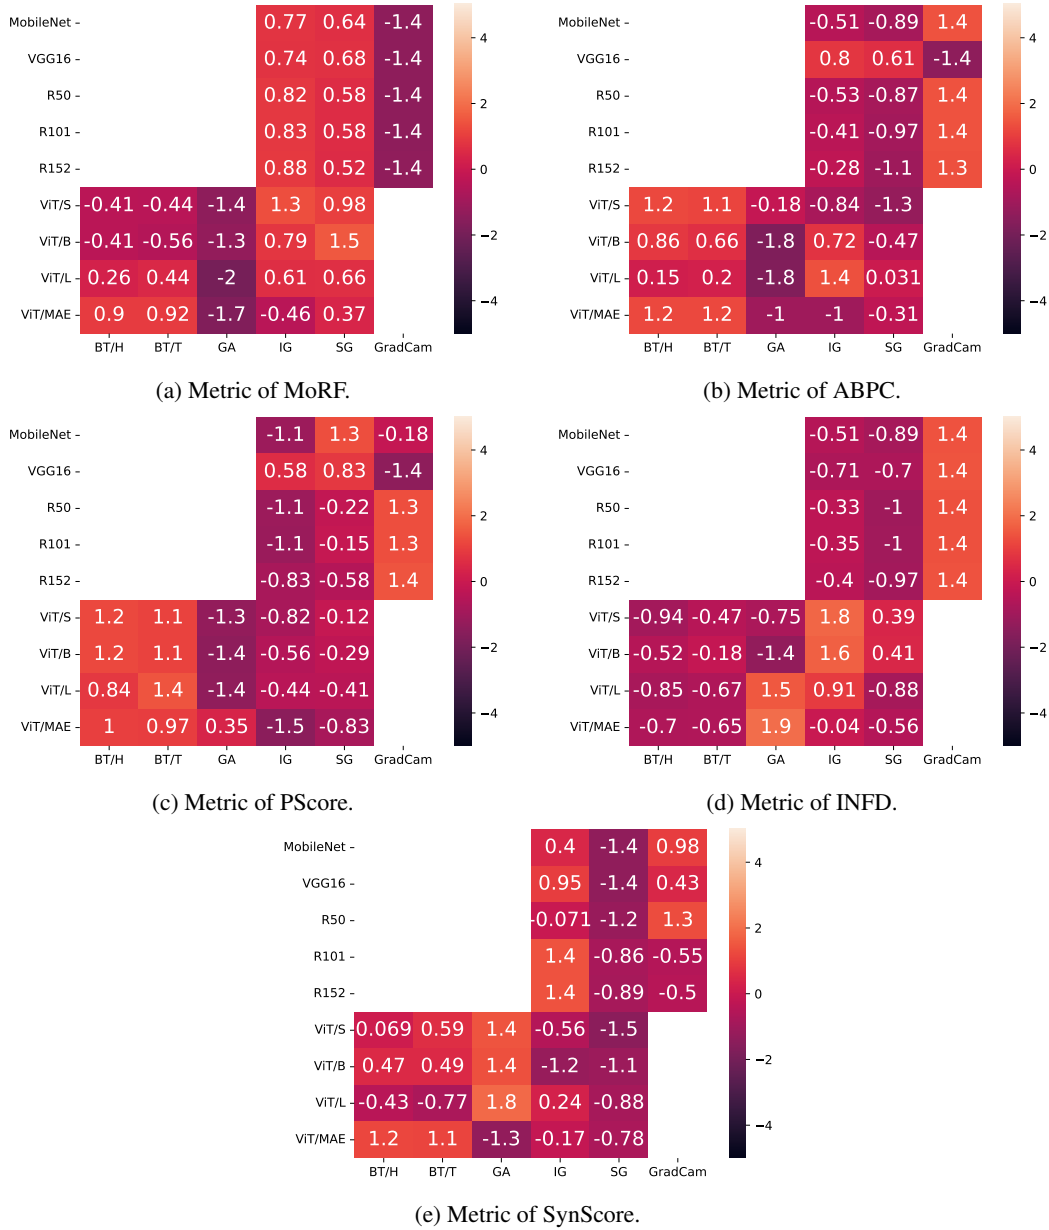 MobileNet 0.77 0.64 -1.4 4
VGG16 0.74 0.68 -1.4
R50 0.82 0.58 -1.4 2
R101 0.83 0.58 -1.4
R152 0.88 0.52 -1.4 0
ViT/S -0.41 -0.44 -1.4 1.3 0.98
ViT/B -0.41 -0.56 -1.3 0.79 1.5 −2
ViT/L 0.26 0.44 -2 0.61 0.66
ViT/MAE 0.9 0.92 -1.7 -0.46 0.37 −4
BT/H BT/T GA IG SG GradCam
(a) Metric of MoRF.
MobileNet -0.51 -0.89 1.4 4
VGG16 0.8 0.61 -1.4
R50 -0.53 -0.87 1.4 2
R101 -0.41 -0.97 1.4
R152 -0.28 -1.1 1.3 0
ViT/S 1.2 1.1 -0.18 -0.84 -1.3
ViT/B 0.86 0.66 -1.8 0.72 -0.47 −2
ViT/L 0.15 0.2 -1.8 1.4 0.031
ViT/MAE 1.2 1.2 -1 -1 -0.31 −4
BT/H BT/T GA IG SG GradCam
(b) Metric of ABPC.
MobileNet -1.1 1.3 -0.18 4
VGG16 0.58 0.83 -1.4
R50 -1.1 -0.22 1.3 2
R101 -1.1 -0.15 1.3
R152 -0.83 -0.58 1.4 0
ViT/S 1.2 1.1 -1.3 -0.82 -0.12
ViT/B 1.2 1.1 -1.4 -0.56 -0.29 −2
ViT/L 0.84 1.4 -1.4 -0.44 -0.41
ViT/MAE 1 0.97 0.35 -1.5 -0.83 −4
BT/H BT/T GA IG SG GradCam
(c) Metric of PScore.
MobileNet -0.51 -0.89 1.4 4
VGG16 -0.71 -0.7 1.4
R50 -0.33 -1 1.4 2
R101 -0.35 -1 1.4
R152 -0.4 -0.97 1.4 0
ViT/S -0.94 -0.47 -0.75 1.8 0.39
ViT/B -0.52 -0.18 -1.4 1.6 0.41 −2
ViT/L -0.85 -0.67 1.5 0.91 -0.88
ViT/MAE -0.7 -0.65 1.9 -0.04 -0.56 −4
BT/H BT/T GA IG SG GradCam
(d) Metric of INFD.
MobileNet 0.4 -1.4 0.98 4
VGG16 0.95 -1.4 0.43
R50 -0.071 -1.2 1.3 2
R101 1.4 -0.86 -0.55
R152 1.4 -0.89 -0.5 0
ViT/S 0.069 0.59 1.4 -0.56 -1.5
ViT/B 0.47 0.49 1.4 -1.2 -1.1 −2
ViT/L -0.43 -0.77 1.8 0.24 -0.88
ViT/MAE 1.2 1.1 -1.3 -0.17 -0.78 −4
BT/H BT/T GA IG SG GradCam
(e) Metric of SynScore.